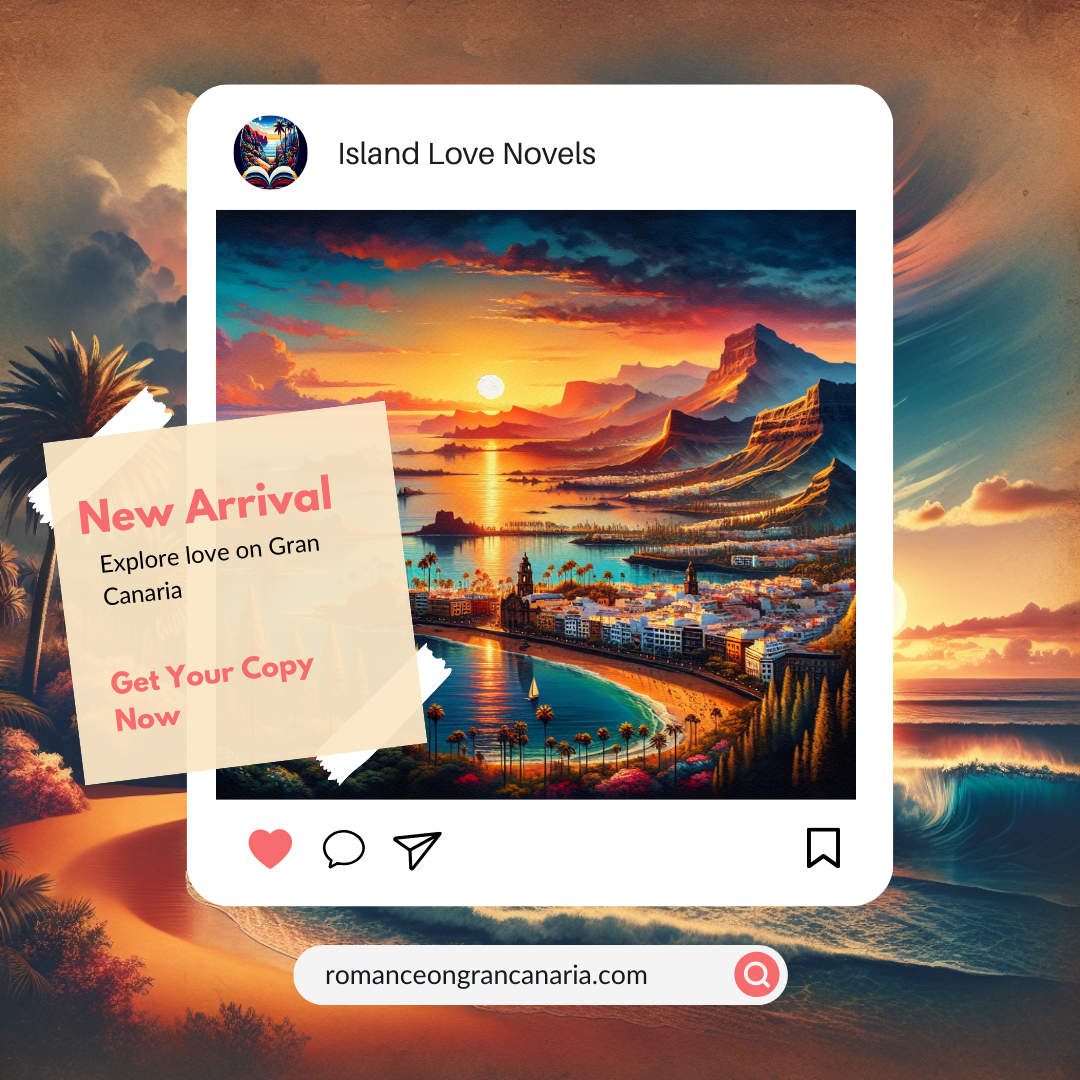 Island Love Novels
New Arrival
Explore love on Gran
Canaria
Get Your Copy
Now
romanceongrancanaria.com